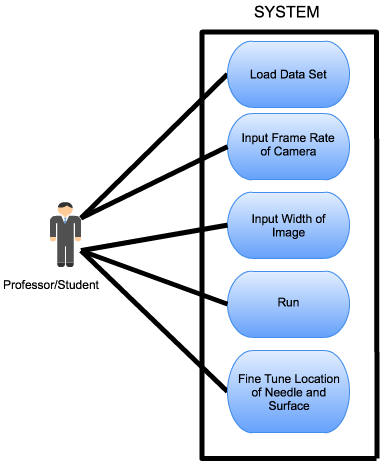 SYSTEM
Load Data Set
Input Frame Rate
of Camera
Input Width of
Image
Professor/Student
Run
Fine Tune Location
of Needle and
Surface